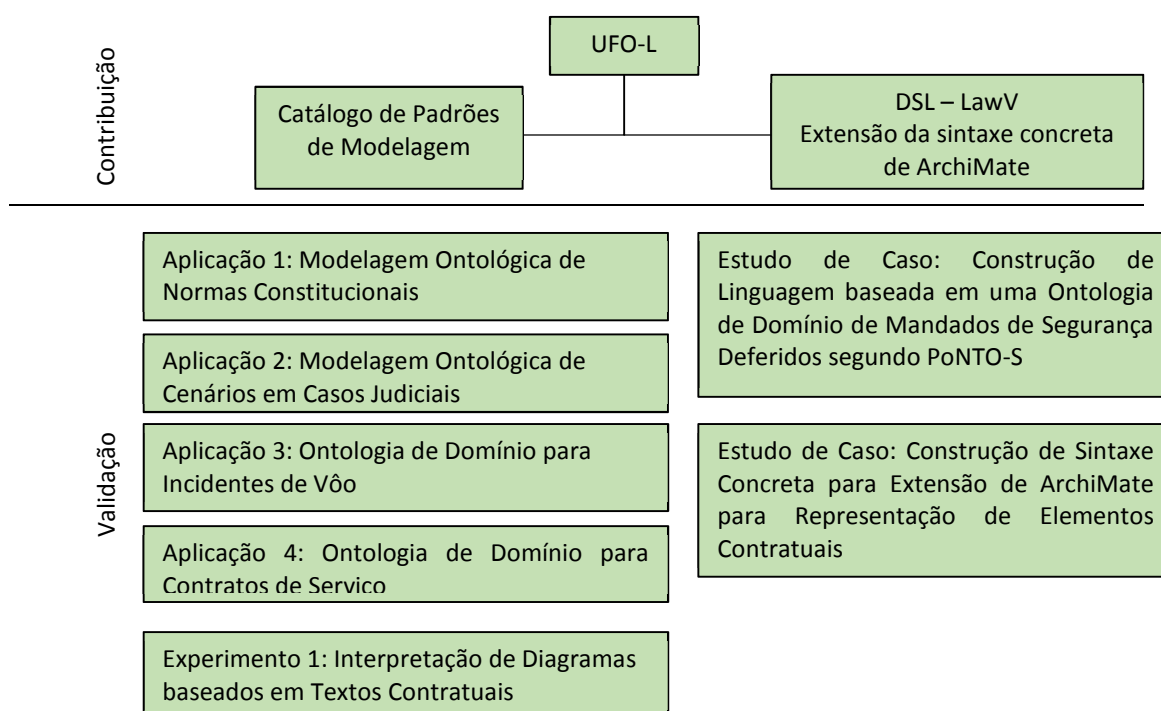 Contribuição
UFO-L
Catálogo de Padrões
de Modelagem
DSL – LawV
Extensão da sintaxe concreta
de ArchiMate
Validação
Aplicação 1: Modelagem Ontológica de
Normas Constitucionais
Aplicação 2: Modelagem Ontológica de
Cenários em Casos Judiciais
Aplicação 3: Ontologia de Domínio para
Incidentes de Vôo
Aplicação 4: Ontologia de Domínio para
Contratos de Serviço
Experimento 1: Interpretação de Diagramas
baseados em Textos Contratuais
Estudo de Caso: Construção de
Linguagem baseada em uma Ontologia
de Domínio de Mandados de Segurança
Deferidos segundo PoNTO-S
Estudo de Caso: Construção de Sintaxe
Concreta para Extensão de ArchiMate
para Representação de Elementos
Contratuais